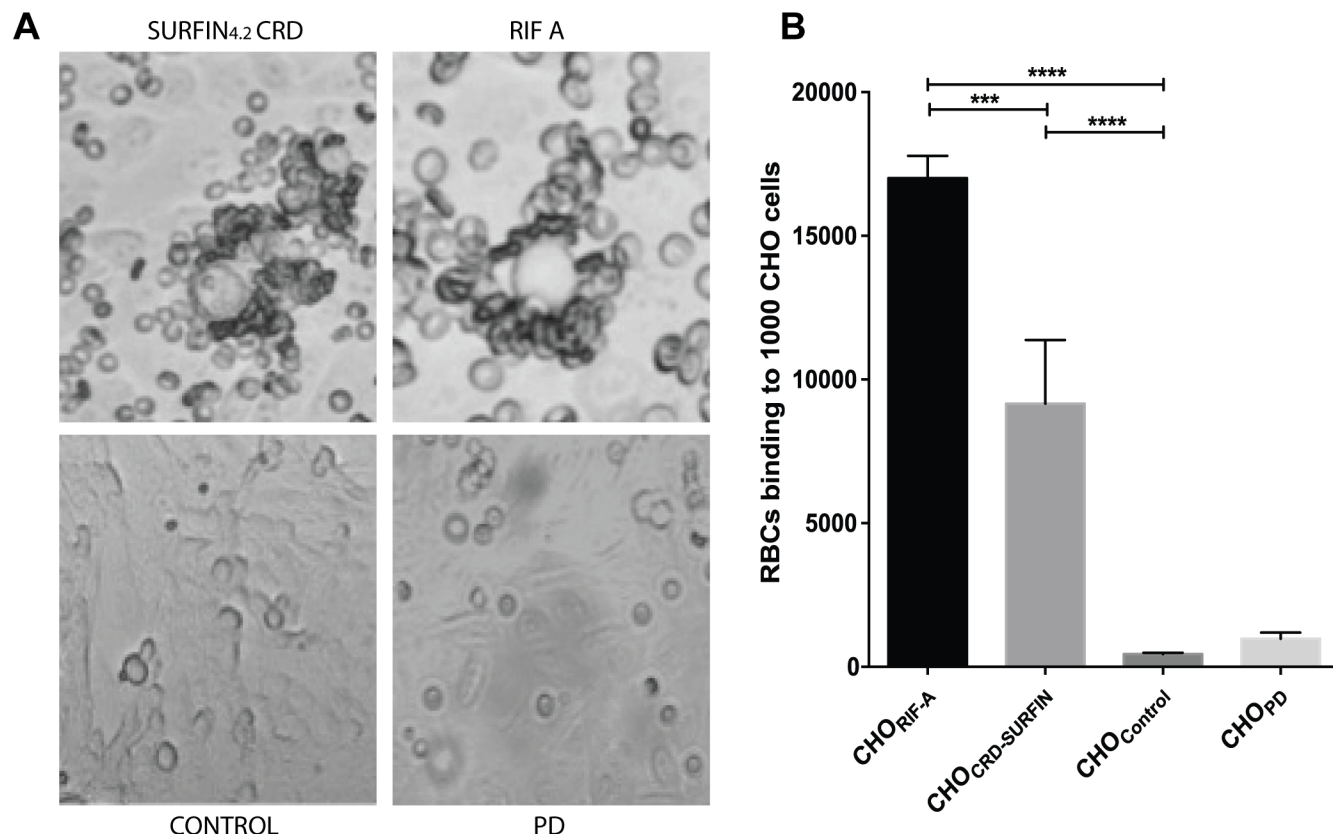 A
SURFIN4.2 CRD
RIF A
CONTROL
PD
B
RBCs binding to 1000 CHO cells
20000
15000
10000
5000
0
****
***
****
CHORIF-A
CHOCRD-SURFIN
CHOControl
CHOPD